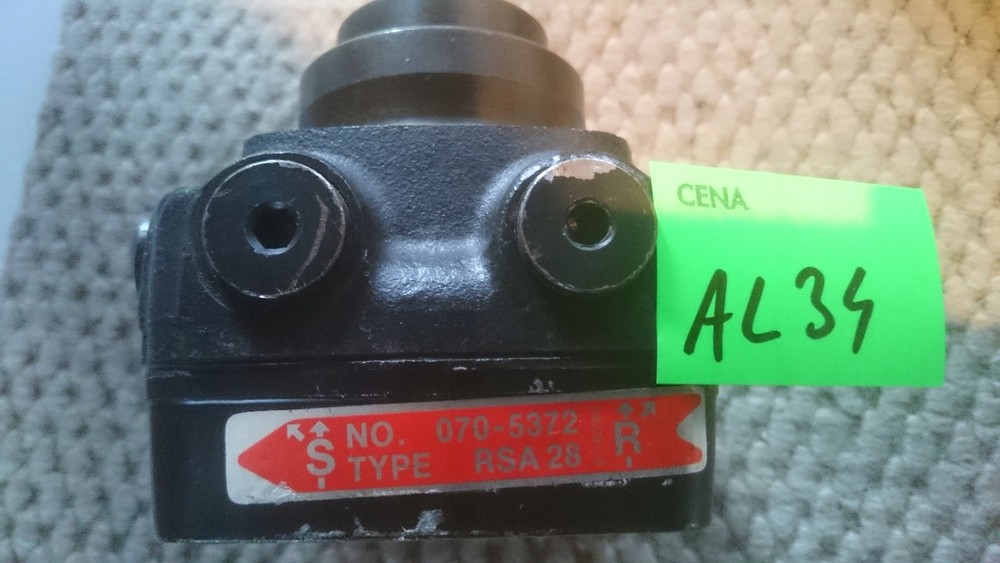 CENA
AL34
S NO. 070-5372 R
TYPE RSA 28